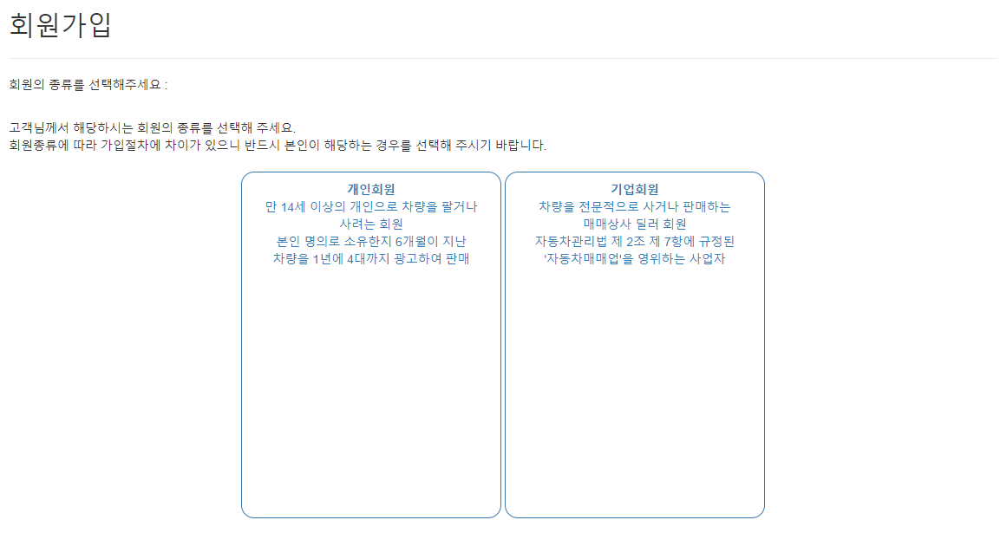 회원가입
회원의 종류를 선택해주세요 :
고객님께서 해당하시는 회원의 종류를 선택해 주세요.
회원종류에 따라 가입절차에 차이가 있으니 반드시 본인이 해당하는 경우를 선택해 주시기 바랍니다.
개인회원
만 14세 이상의 개인으로 차량을 팔거나
사려는 회원
본인 명의로 소유한지 6개월이 지난
차량을 1년에 4대까지 광고하여 판매
기업회원
차량을 전문적으로 사거나 판매하는
매매상사 딜러 회원
자동차관리법 제 2조 제 7항에 규정된
'자동차매매업'을 영위하는 사업자